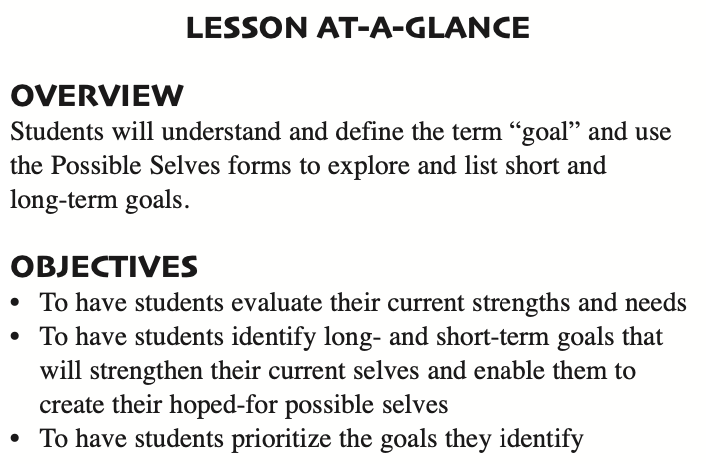 LESSON AT-A-GLANCE
OVERVIEW
Students will understand and define the term “goal” and use
the Possible Selves forms to explore and list short and
long-term goals.
OBJECTIVES
• To have students evaluate their current strengths and needs
• To have students identify long- and short-term goals that
will strengthen their current selves and enable them to
create their hoped-for possible selves
• To have students prioritize the goals they identify